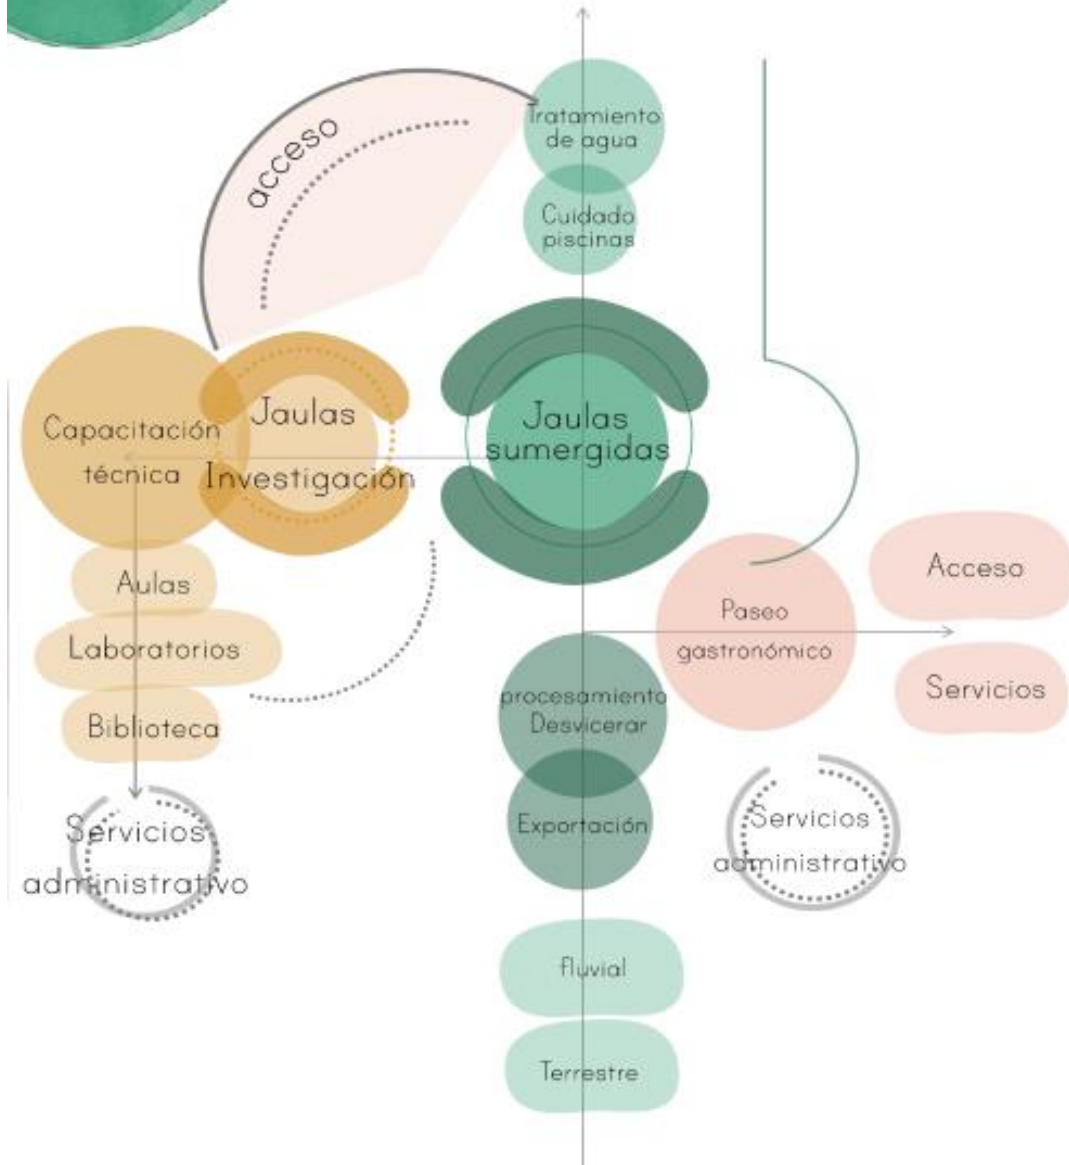 acceso
Tratamiento
de agua
Cuidado
piscinas
Capacitación
técnica
Jaulas
Investigación
Jaulas
sumergidas
Aulas
Laboratorios
Biblioteca
Servicios
administrativo
Paseo
gastronómico
Acceso
Servicios
procesamiento
Desvicerar
Exportación
Servicios
administrativo
fluvial
Terrestre